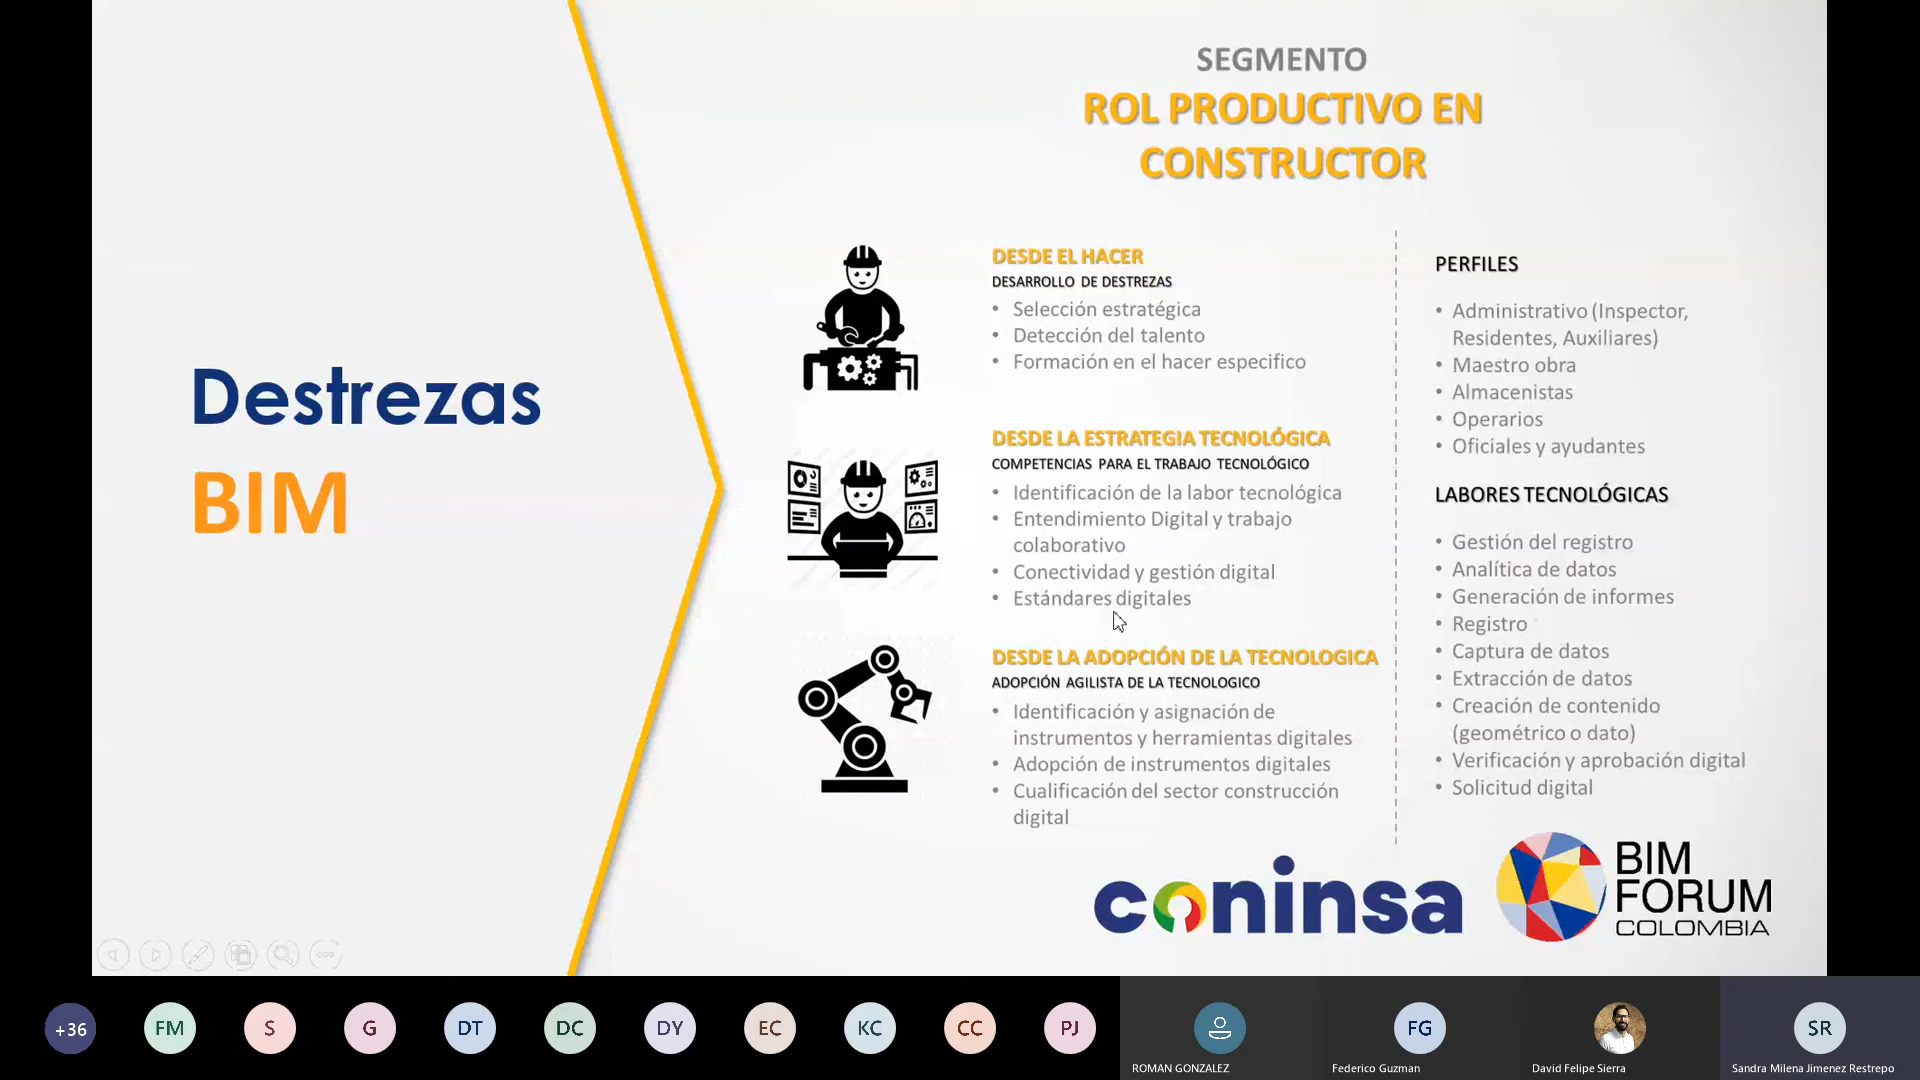 Destrezas
BIM
SEGMENTO
ROL PRODUCTIVO EN
CONSTRUCTOR
DESDE EL HACER
DESARROLLO DE DESTREZAS
• Selección estratégica
• Detección del talento
• Formación en el hacer especifico
DESDE LA ESTRATEGIA TECNOLÓGICA
COMPETENCIAS PARA EL TRABAJO TECNOLÓGICO
• Identificación de la labor tecnológica
• Entendimiento Digital y trabajo
colaborativo
• Conectividad y gestión digital
• Estándares digitales
DESDE LA ADOPCIÓN DE LA TECNOLOGICA
ADOPCIÓN AGILISTA DE LA TECNOLOGICO
• Identificación y asignación de
instrumentos y herramientas digitales
• Adopción de instrumentos digitales
• Cualificación del sector construcción
digital
PERFILES
• Administrativo (Inspector,
Residentes, Auxiliares)
• Maestro obra
• Almacenistas
• Operarios
• Oficiales y ayudantes
LABORES TECNOLÓGICAS
• Gestión del registro
• Analítica de datos
• Generación de informes
• Registro
• Captura de datos
• Extracción de datos
• Creación de contenido
(geométrico o dato)
• Verificación y aprobación digital
• Solicitud digital
coninsa
BIM
FORUM
COLOMBIA
+36
FM
S
G
DT
DC
DY
EC
KC
CC
PJ
ROMAN GONZALEZ
FG
Federico Guzman
David Felipe Sierra
SR
Sandra Milena Jimenez Restrepo